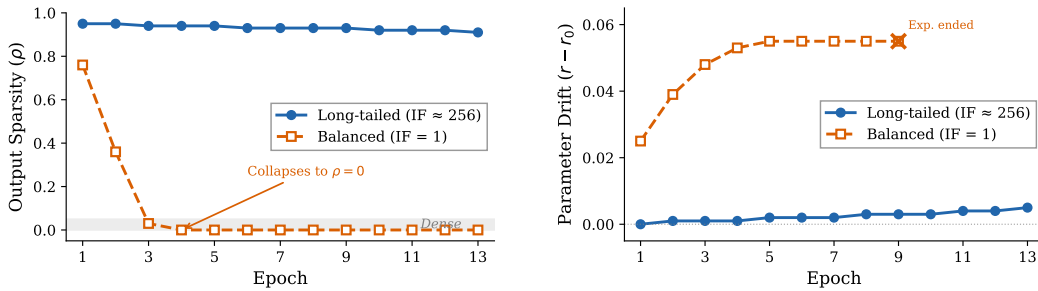 1.0
0.8
0.6
0.4
0.2
0.0
Output Sparsity (ρ)
Long-tailed (IF ≈ 256)
Balanced (IF = 1)
Collapses to ρ = 0
Dense
1 3 5 7 9 11 13
Epoch
0.06
0.04
0.02
0.00
Parameter Drift (r − r₀)
Exp. ended
Long-tailed (IF ≈ 256)
Balanced (IF = 1)
1 3 5 7 9 11 13
Epoch